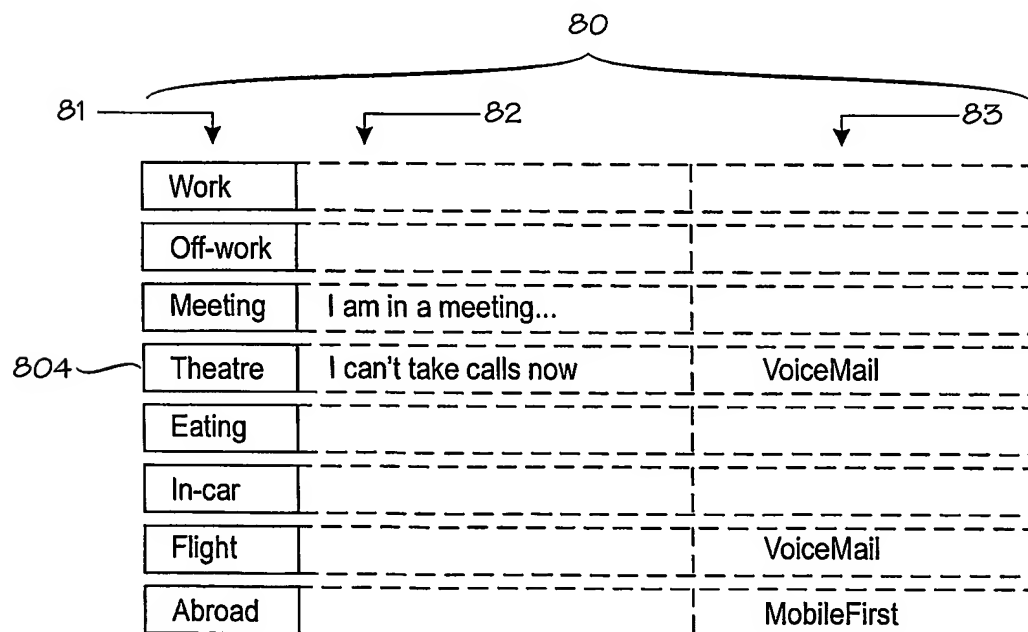 80
81 82 83
Work
Off-work
Meeting I am in a meeting...
804 Theatre I can't take calls now VoiceMail
Eating
In-car
Flight VoiceMail
Abroad MobileFirst